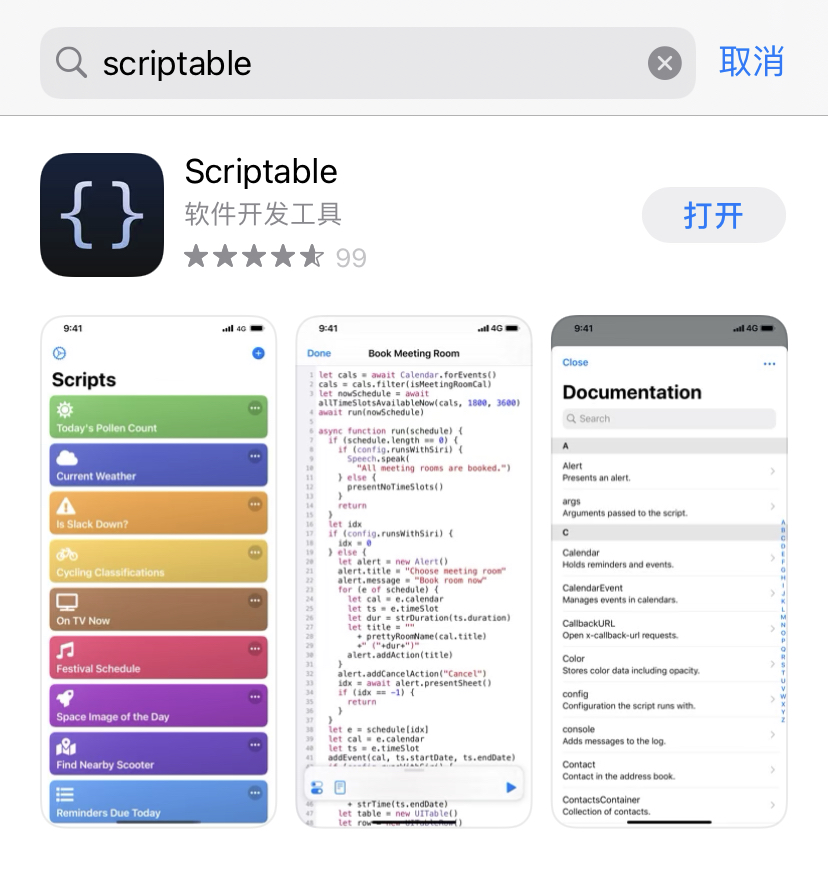 scriptable
取消
Scriptable
软件开发工具
99
打开
9:41
4G
Scripts
Today's Pollen Count
Current Weather
Is Slack Down?
Cycling Classifications
On TV Now
Festival Schedule
Space Image of the Day
Find Nearby Scooter
Reminders Due Today
9:41
4G
Done
Book Meeting Room
1 let cals = await Calendar.forEvents()
2 cals = cals.filter(isMeetingRoomCal)
3 let nowSchedule = await
allTimeSlotsAvailableNow(cals, 1800, 3600)
4 await run(nowSchedule)
5
6 async function run(schedule) {
7 if (schedule.length == 0) {
8 if (config.runsWithSiri) {
9 Speech.speak(
10 "All meeting rooms are booked.")
11 } else {
12 presentNoTimeSlots()
13 }
14 return
15 }
16 let idx
17 if (config.runsWithSiri) {
18 idx = 0
19 } else {
20 let alert = new Alert()
21 alert.title = "Choose meeting room"
22 alert.message = "Book room now"
23 for (e of schedule) {
24 let cal = e.calendar
25 let ts = e.timeSlot
26 let dur = strDuration(ts.duration)
27 let title = ""
28 + prettyRoomName(cal.title)
29 +" ("+dur+")"
30 alert.addAction(title)
31 }
32 alert.addCancelAction("Cancel")
33 idx = await alert.presentSheet()
34 if (idx == -1) {
35 return
36 }
37 }
38 let e = schedule[idx]
39 let cal = e.calendar
40 let ts = e.timeSlot
41 addEvent(cal, ts.startDate, ts.endDate)
46 + strTime(ts.endDate)
47 let table = new UITable()
48 let row = new UITableRow()
9:41
4G
Close
Documentation
Search
A
Alert
Presents an alert.
args
Arguments passed to the script.
C
Calendar
Holds reminders and events.
CalendarEvent
Manages events in calendars.
CallbackURL
Open x-callback-url requests.
Color
Stores color data including opacity.
config
Configuration the script runs with.
console
Adds messages to the log.
Contact
Contact in the address book.
ContactsContainer
Collection of contacts.